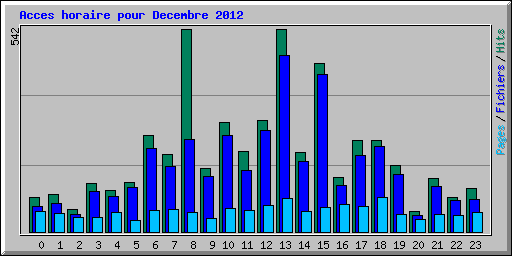 Acces horaire pour Decembre 2012
542
Pages / Fichiers / Hits
0 1 2 3 4 5 6 7 8 9 10 11 12 13 14 15 16 17 18 19 20 21 22 23